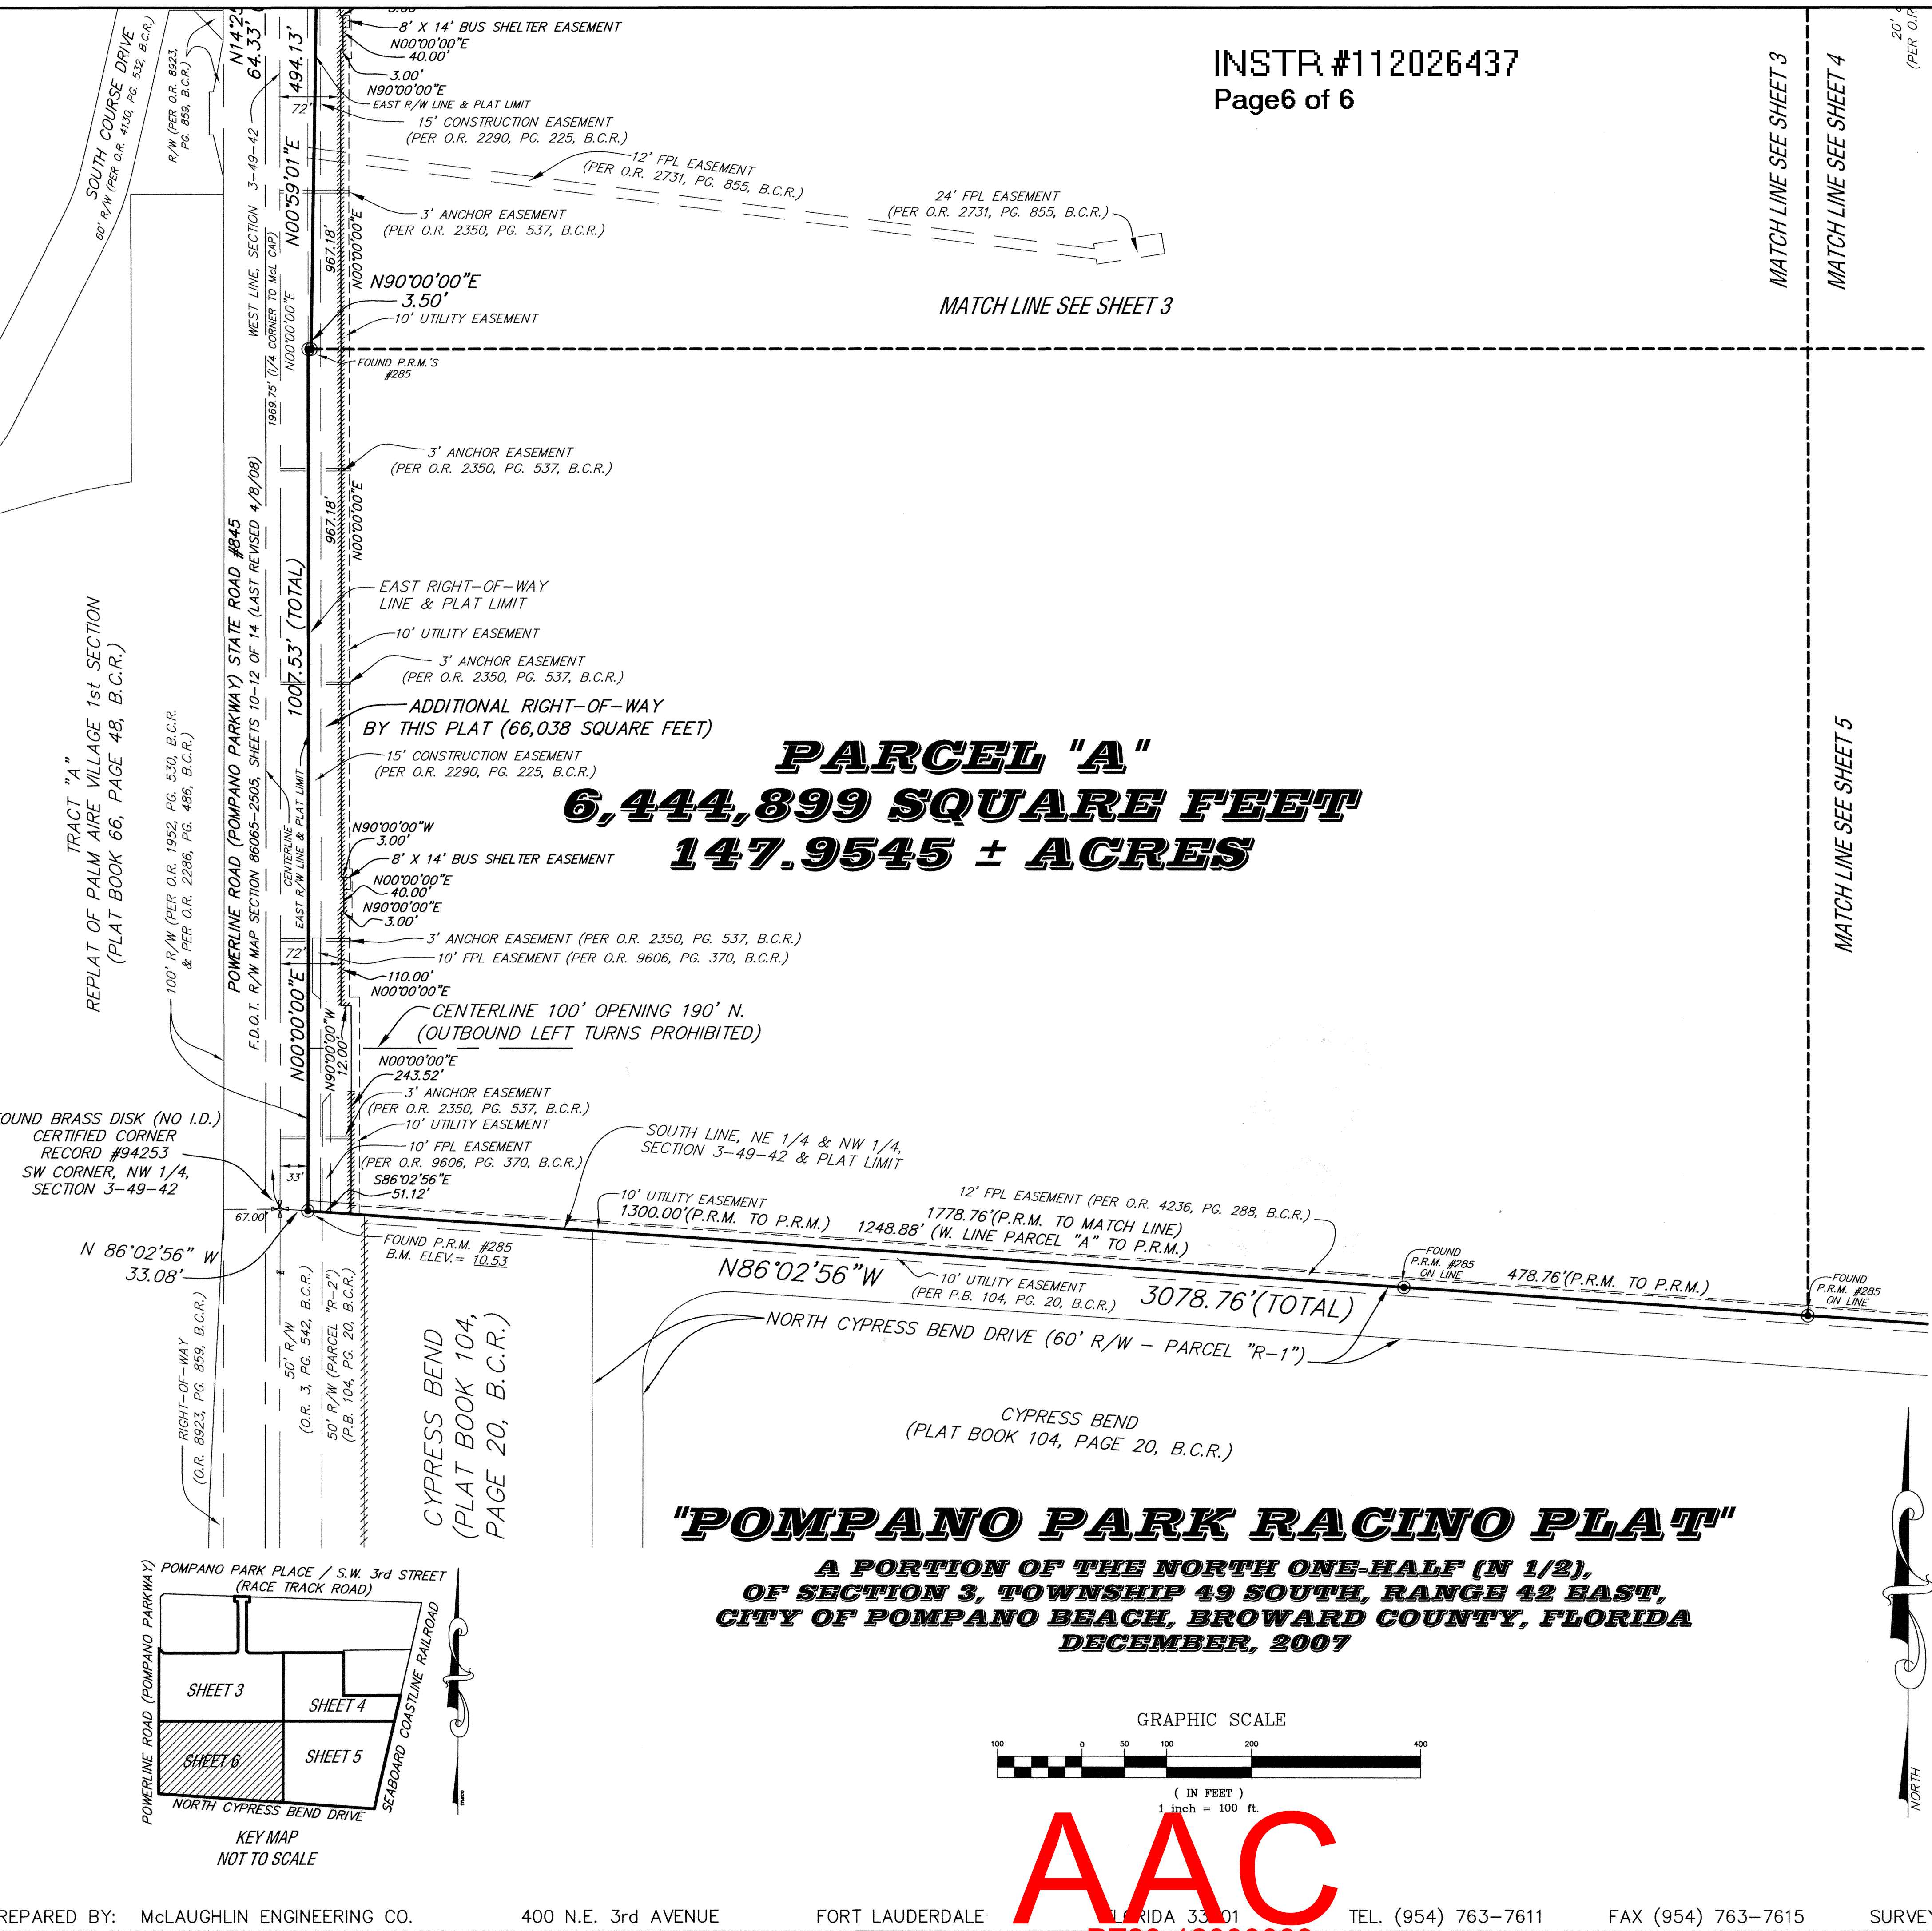 INSTR #112026437
Page6 of 6
SOUTH COURSE DRIVE
60' R/W (PER O.R. 4130, PG. 532, B.C.R.)
R/W (PER O.R. 8923,
PG. 859, B.C.R.)
N14°25
64.33'
494.13'
72'
8' X 14' BUS SHELTER EASEMENT
N00°00'00"E
40.00'
3.00'
N90°00'00"E
EAST R/W LINE & PLAT LIMIT
15' CONSTRUCTION EASEMENT
(PER O.R. 2290, PG. 225, B.C.R.)
12' FPL EASEMENT
(PER O.R. 2731, PG. 855, B.C.R.)
24' FPL EASEMENT
(PER O.R. 2731, PG. 855, B.C.R.)
3' ANCHOR EASEMENT
(PER O.R. 2350, PG. 537, B.C.R.)
WEST LINE, SECTION 3-49-42
1969.75' (1/4 CORNER TO McL CAP)
N00°00'00"E
N00°59'01"E
967.18'
N00°00'00"E
N90°00'00"E
3.50'
10' UTILITY EASEMENT
FOUND P.R.M.'S
#285
MATCH LINE SEE SHEET 3
MATCH LINE SEE SHEET 3
MATCH LINE SEE SHEET 4
20'
(PER O.R
3' ANCHOR EASEMENT
(PER O.R. 2350, PG. 537, B.C.R.)
967.18'
N00°00'00"E
POWERLINE ROAD (POMPANO PARKWAY) STATE ROAD #845
F.D.O.T. R/W MAP SECTION 86065-2505, SHEETS 10-12 OF 14 (LAST REVISED 4/8/08)
1007.53' (TOTAL)
N00°00'00"E
EAST RIGHT-OF-WAY
LINE & PLAT LIMIT
10' UTILITY EASEMENT
3' ANCHOR EASEMENT
(PER O.R. 2350, PG. 537, B.C.R.)
ADDITIONAL RIGHT-OF-WAY
BY THIS PLAT (66,038 SQUARE FEET)
15' CONSTRUCTION EASEMENT
(PER O.R. 2290, PG. 225, B.C.R.)
TRACT "A"
REPLAT OF PALM AIRE VILLAGE 1st SECTION
(PLAT BOOK 66, PAGE 48, B.C.R.)
100' R/W (PER O.R. 1952, PG. 530, B.C.R.
& PER O.R. 2286, PG. 486, B.C.R.)
CENTERLINE
EAST R/W LINE & PLAT LIMIT
PARCEL "A"
6,444,899 SQUARE FEET
147.9545 ± ACRES
MATCH LINE SEE SHEET 5
N90°00'00"W
3.00'
8' X 14' BUS SHELTER EASEMENT
N00°00'00"E
40.00'
N90°00'00"E
3.00'
3' ANCHOR EASEMENT (PER O.R. 2350, PG. 537, B.C.R.)
72'
10' FPL EASEMENT (PER O.R. 9606, PG. 370, B.C.R.)
110.00'
N00°00'00"E
CENTERLINE 100' OPENING 190' N.
(OUTBOUND LEFT TURNS PROHIBITED)
N90°00'00"W
12.00'
N00°00'00"E
243.52'
3' ANCHOR EASEMENT
(PER O.R. 2350, PG. 537, B.C.R.)
10' UTILITY EASEMENT
10' FPL EASEMENT
(PER O.R. 9606, PG. 370, B.C.R.)
S86°02'56"E
51.12'
OUND BRASS DISK (NO I.D.)
CERTIFIED CORNER
RECORD #94253
SW CORNER, NW 1/4,
SECTION 3-49-42
33'
67.00'
N 86°02'56" W
33.08'
FOUND P.R.M. #285
B.M. ELEV.= 10.53
SOUTH LINE, NE 1/4 & NW 1/4,
SECTION 3-49-42 & PLAT LIMIT
10' UTILITY EASEMENT
1300.00'(P.R.M. TO P.R.M.)
12' FPL EASEMENT (PER O.R. 4236, PG. 288, B.C.R.)
1778.76'(P.R.M. TO MATCH LINE)
1248.88' (W. LINE PARCEL "A" TO P.R.M.)
N86°02'56"W
10' UTILITY EASEMENT
(PER P.B. 104, PG. 20, B.C.R.)
3078.76'(TOTAL)
FOUND
P.R.M. #285
ON LINE
478.76'(P.R.M. TO P.R.M.)
FOUND
P.R.M. #285
ON LINE
NORTH CYPRESS BEND DRIVE (60' R/W - PARCEL "R-1")
RIGHT-OF-WAY
(O.R. 8923, PG. 859, B.C.R.)
50' R/W
(O.R. 3, PG. 542, B.C.R.)
50' R/W (PARCEL "R-2")
(P.B. 104, PG. 20, B.C.R.)
CYPRESS BEND
(PLAT BOOK 104,
PAGE 20, B.C.R.)
CYPRESS BEND
(PLAT BOOK 104, PAGE 20, B.C.R.)
"POMPANO PARK RACINO PLAT"
A PORTION OF THE NORTH ONE-HALF (N 1/2),
OF SECTION 3, TOWNSHIP 49 SOUTH, RANGE 42 EAST,
CITY OF POMPANO BEACH, BROWARD COUNTY, FLORIDA
DECEMBER, 2007
POMPANO PARK PLACE / S.W. 3rd STREET
(RACE TRACK ROAD)
POWERLINE ROAD (POMPANO PARKWAY)
SEABOARD COASTLINE RAILROAD
SHEET 3
SHEET 4
SHEET 6
SHEET 5
NORTH CYPRESS BEND DRIVE
KEY MAP
NOT TO SCALE
GRAPHIC SCALE
100 0 50 100 200 400
( IN FEET )
1 inch = 100 ft.
NORTH
AAC
REPARED BY: McLAUGHLIN ENGINEERING CO. 400 N.E. 3rd AVENUE FORT LAUDERDALE TEL. (954) 763-7611 FAX (954) 763-7615 SURVEY